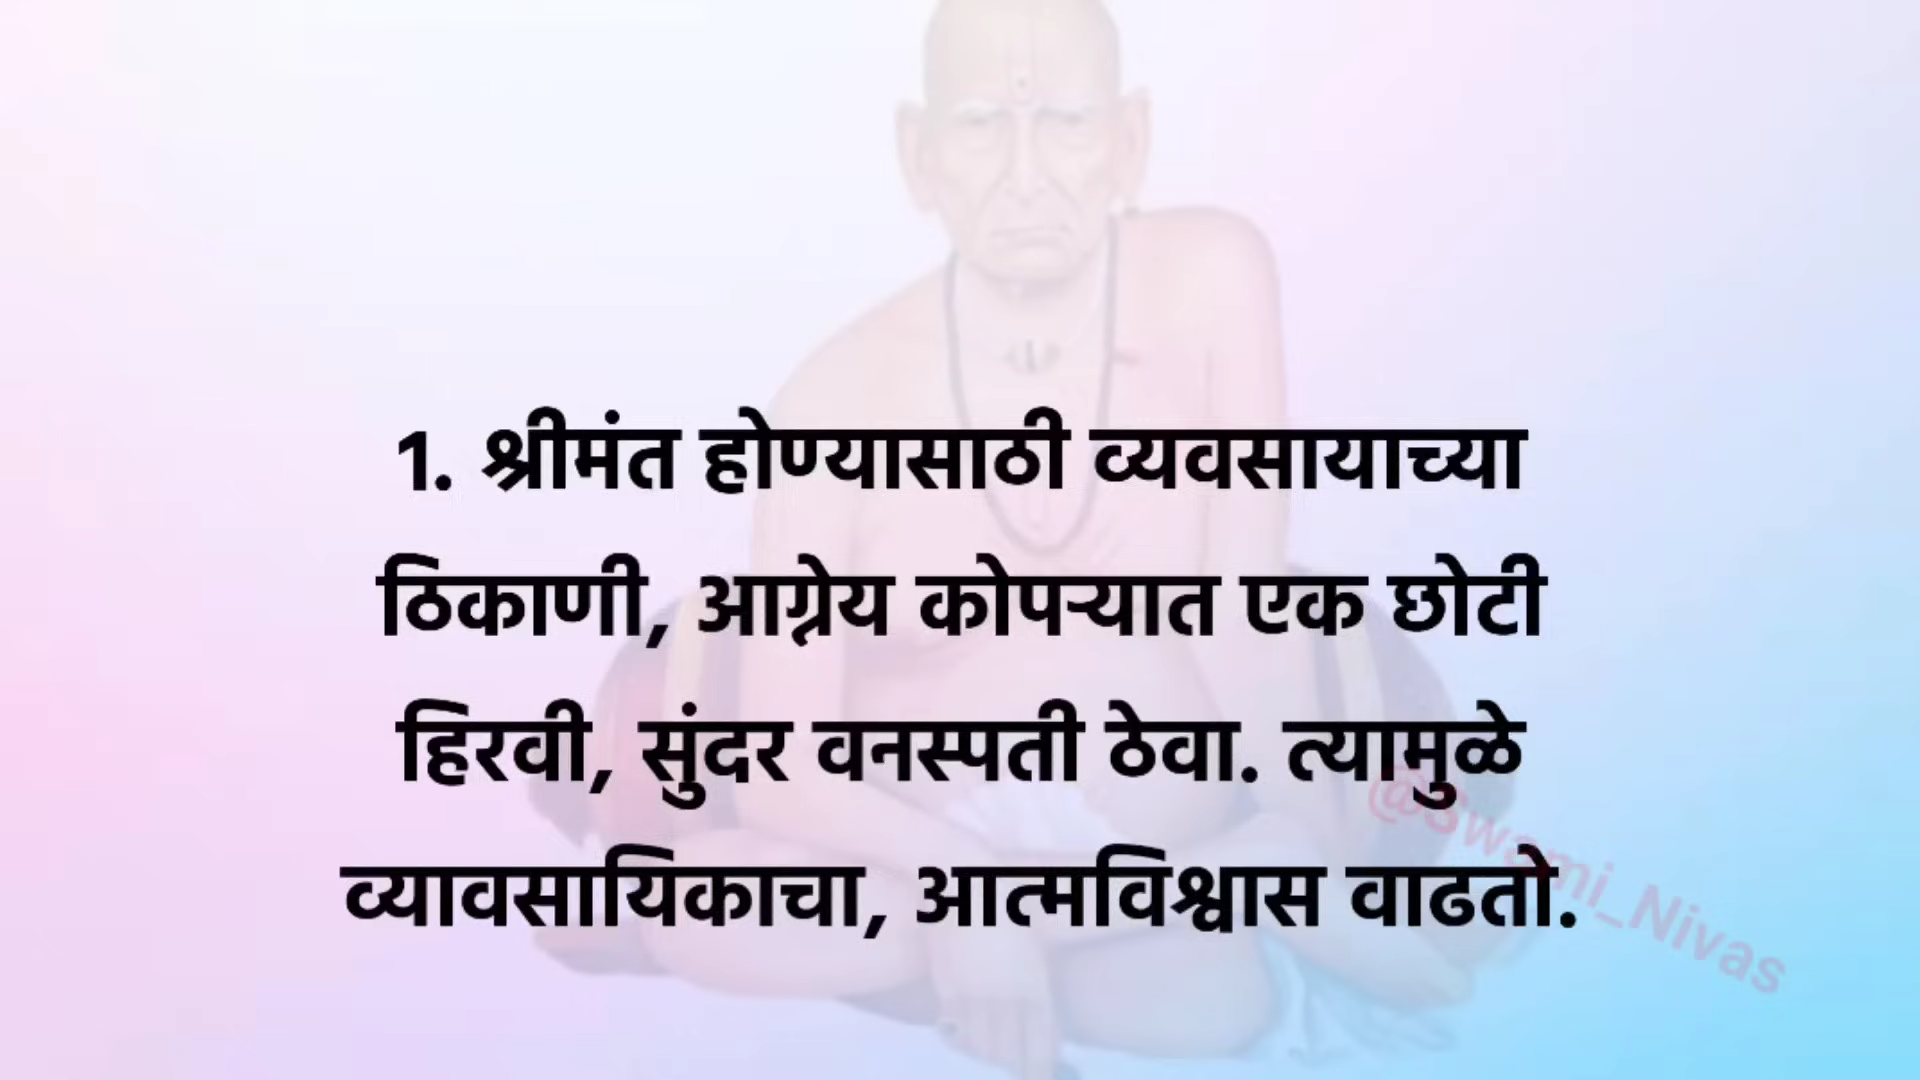 1. श्रीमंत होण्यासाठी व्यवसायाच्या
ठिकाणी, आग्नेय कोपऱ्यात एक छोटी
हिरवी, सुंदर वनस्पती ठेवा. त्यामुळे
व्यावसायिकाचा, आत्मविश्वास वाढतो.
@Swami_Nivas